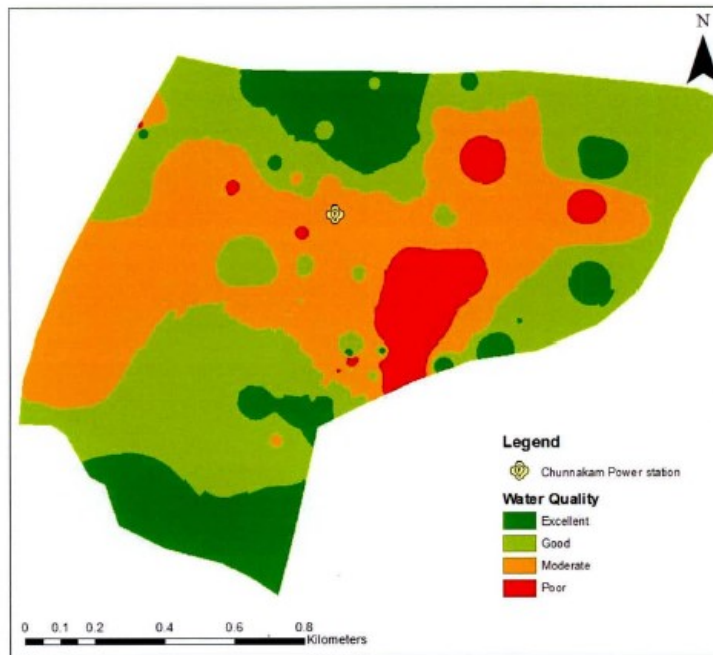 N
Legend
Chunnakam Power station
Water Quality
Excellent
Good
Moderate
Poor
0 0.1 0.2 0.4 0.6 0.8
Kilometers